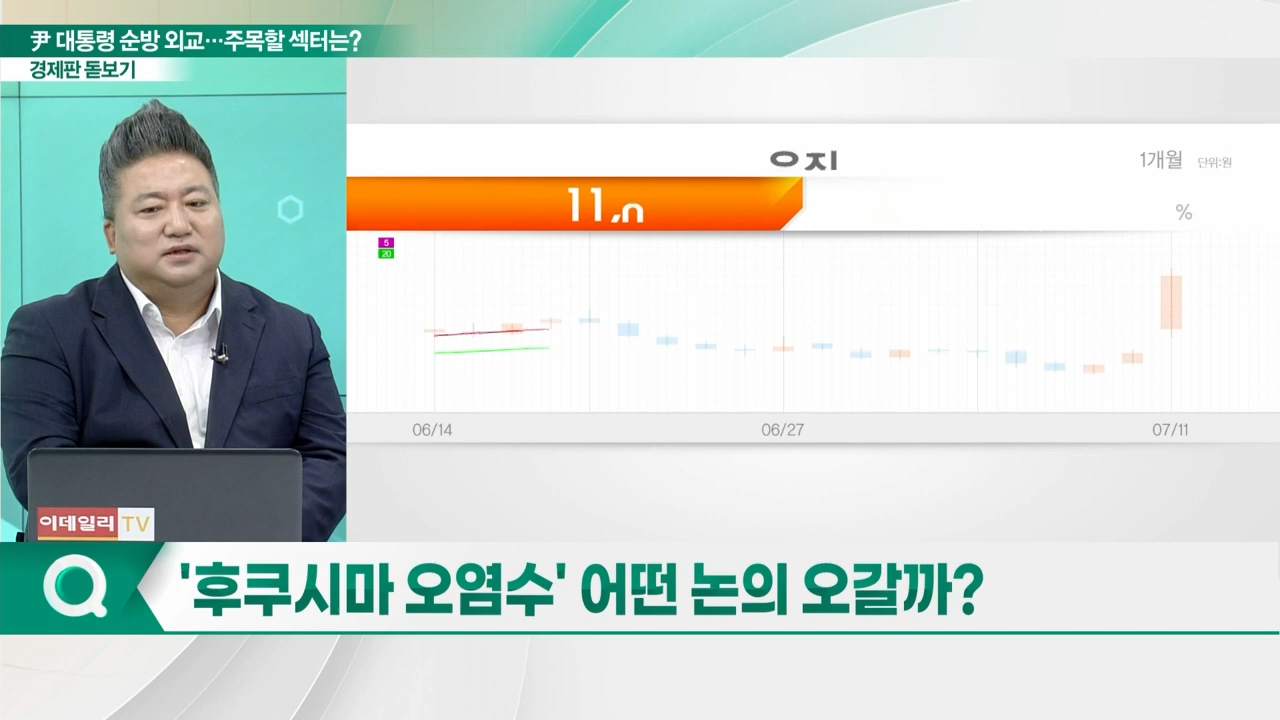 尹 대통령 순방 외교…주목할 섹터는?
경제판 돋보기
1개월 단위:원
%
5
20
06/14 06/27 07/11
이데일리 TV
'후쿠시마 오염수' 어떤 논의 오갈까?